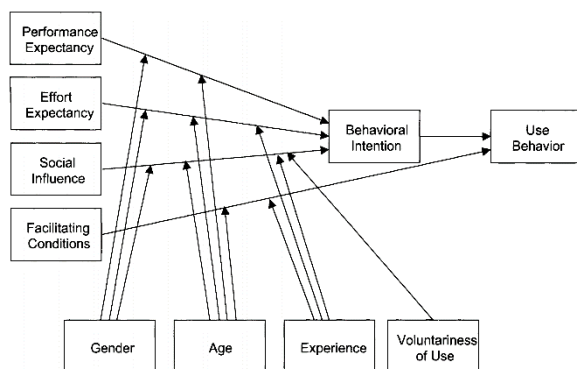 Performance
Expectancy
Effort
Expectancy
Social
Influence
Facilitating
Conditions
Behavioral
Intention
Use
Behavior
Gender
Age
Experience
Voluntariness
of Use